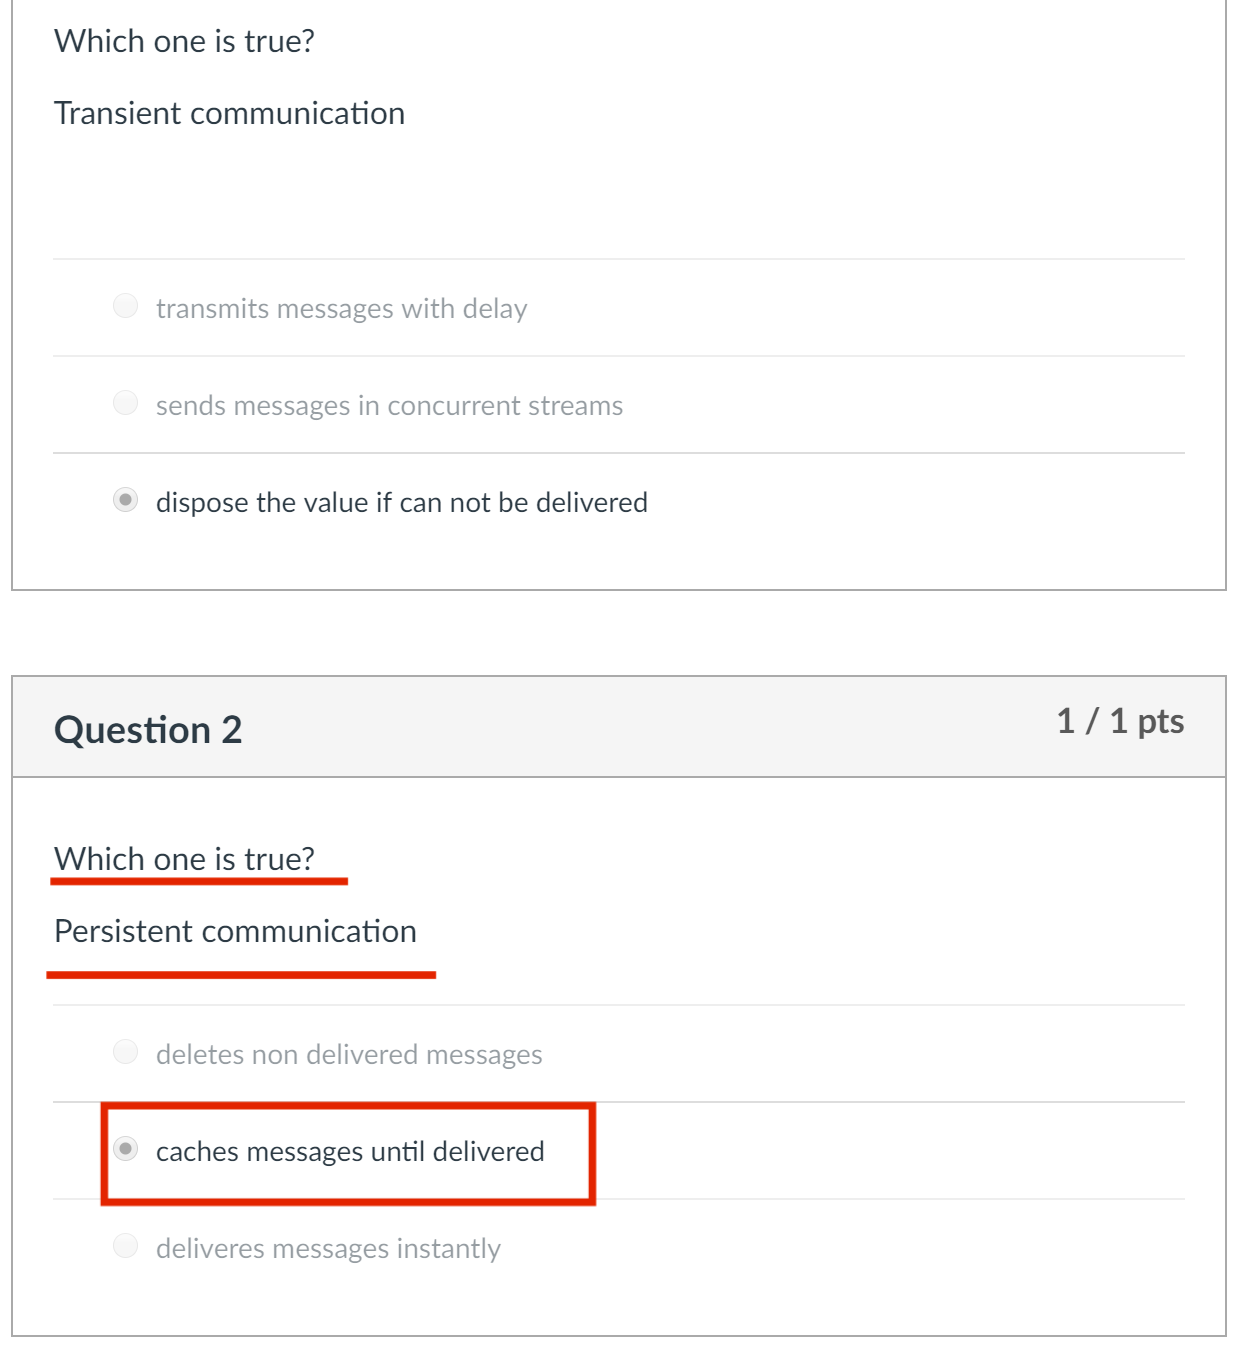 Which one is true?
Transient communication
transmits messages with delay
sends messages in concurrent streams
dispose the value if can not be delivered
Question 2
1 / 1 pts
Which one is true?
Persistent communication
deletes non delivered messages
caches messages until delivered
deliveres messages instantly